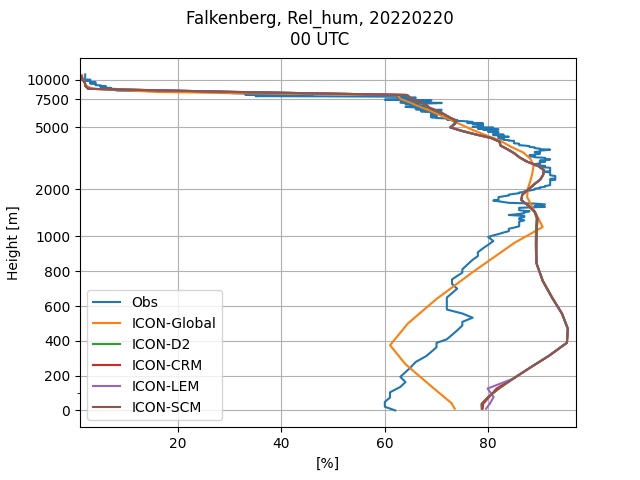 Falkenberg, Rel_hum, 20220220
00 UTC
10000
7500
5000
2000
1000
800
600
400
200
0
Height [m]
Obs
ICON-Global
ICON-D2
ICON-CRM
ICON-LEM
ICON-SCM
20
40
60
80
[%]